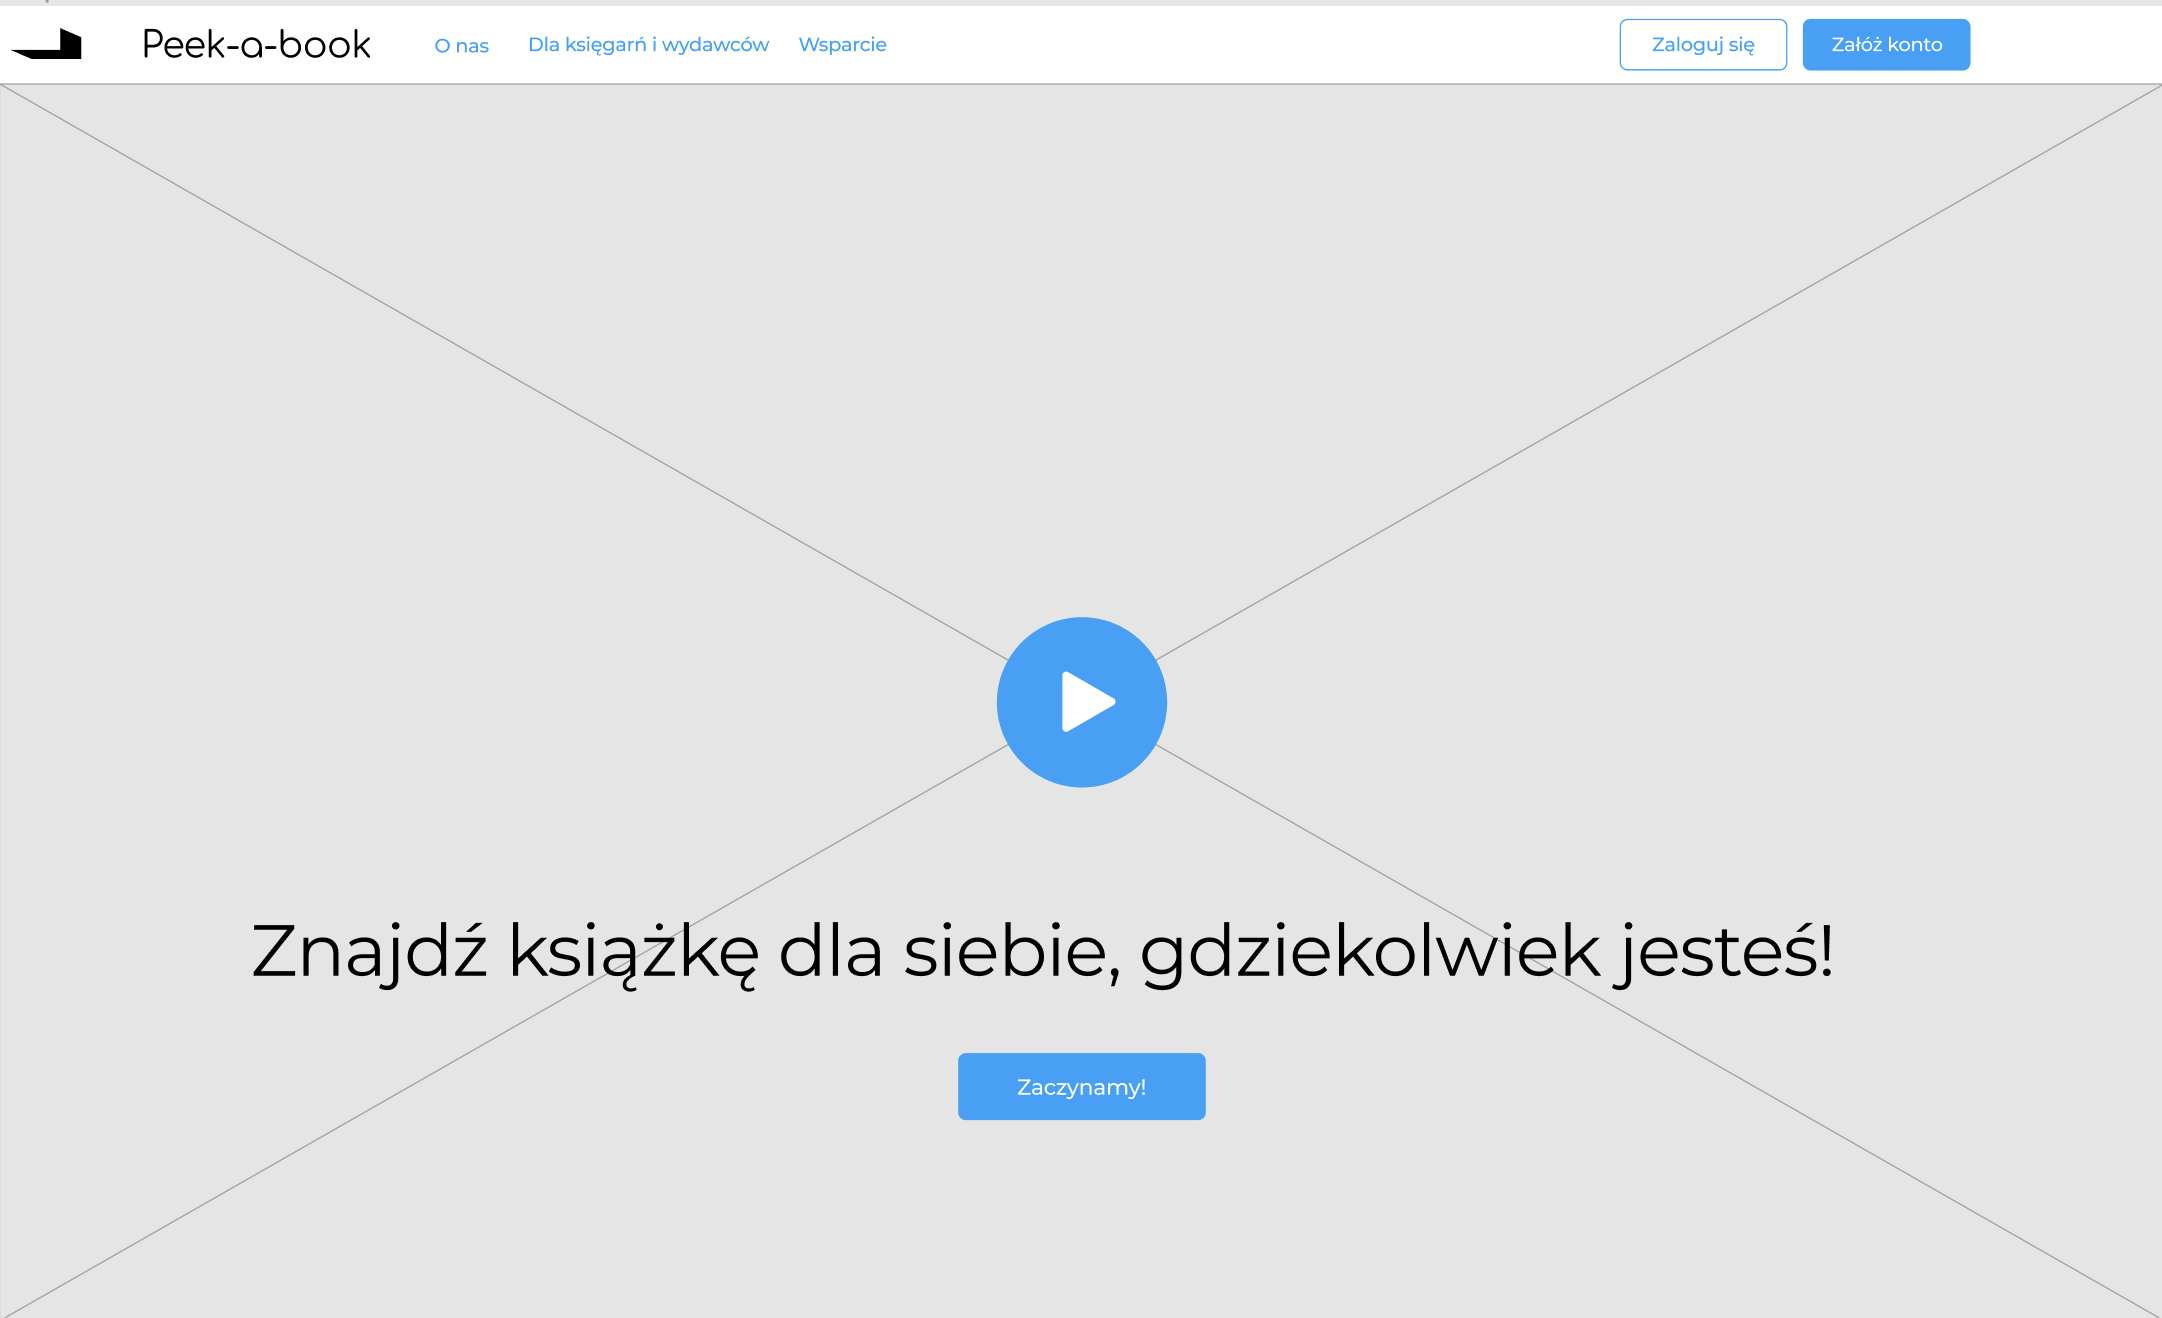 Peek-a-book
O nas
Dla księgarń i wydawców
Wsparcie
Zaloguj się
Załóż konto
Znajdź książkę dla siebie, gdziekolwiek jesteś!
Zaczynamy!